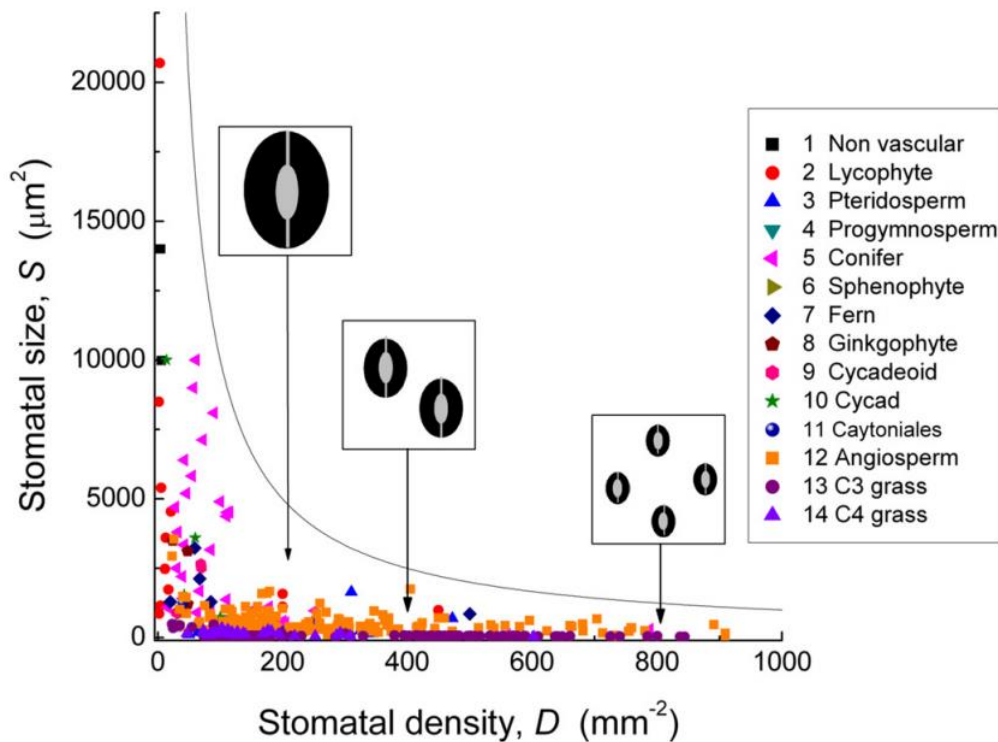 20000
15000
10000
5000
0
Stomatal size, S (μm²)
0 200 400 600 800 1000
Stomatal density, D (mm⁻²)
1 Non vascular
2 Lycophyte
3 Pteridosperm
4 Progymnosperm
5 Conifer
6 Sphenophyte
7 Fern
8 Ginkgophyte
9 Cycadeoid
10 Cycad
11 Caytoniales
12 Angiosperm
13 C3 grass
14 C4 grass